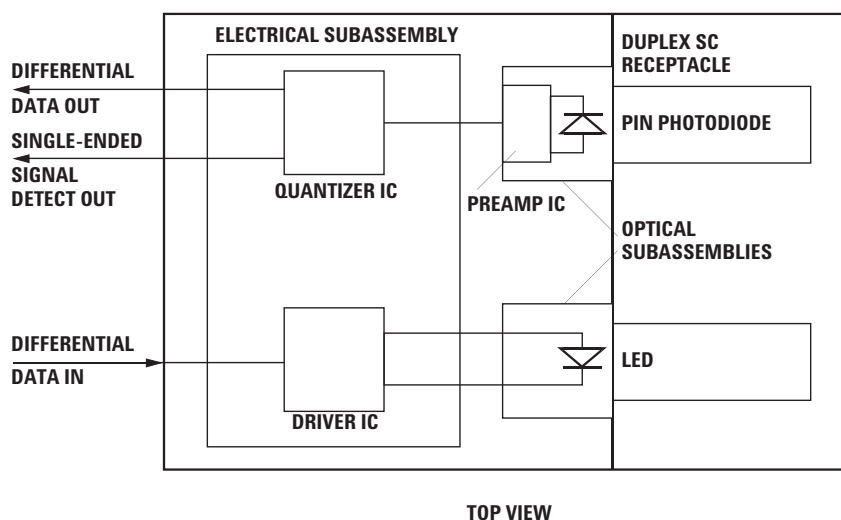 ELECTRICAL SUBASSEMBLY
DUPLEX SC
RECEPTACLE
DIFFERENTIAL
DATA OUT
SINGLE-ENDED
SIGNAL
DETECT OUT
QUANTIZER IC
PREAMP IC
PIN PHOTODIODE
OPTICAL
SUBASSEMBLIES
DIFFERENTIAL
DATA IN
DRIVER IC
LED
TOP VIEW